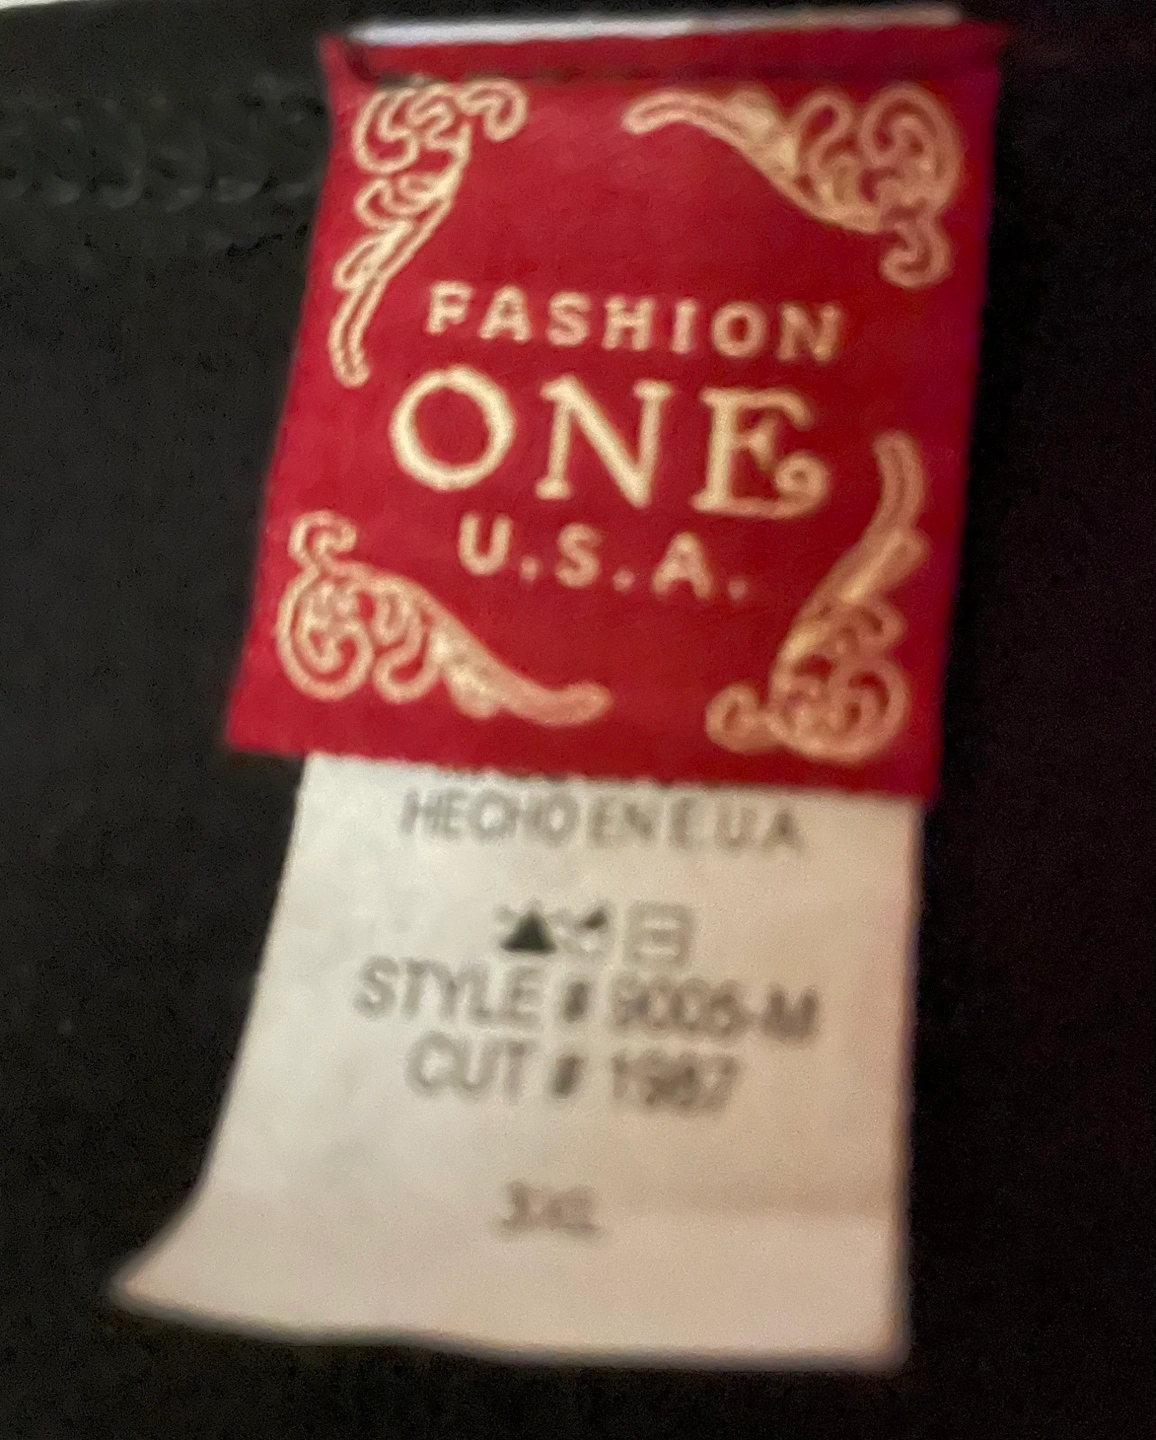 FASHION
ONE
U.S.A.
HECHO EN E.U.A
STYLE # 9005-M
CUT # 1987
3XL